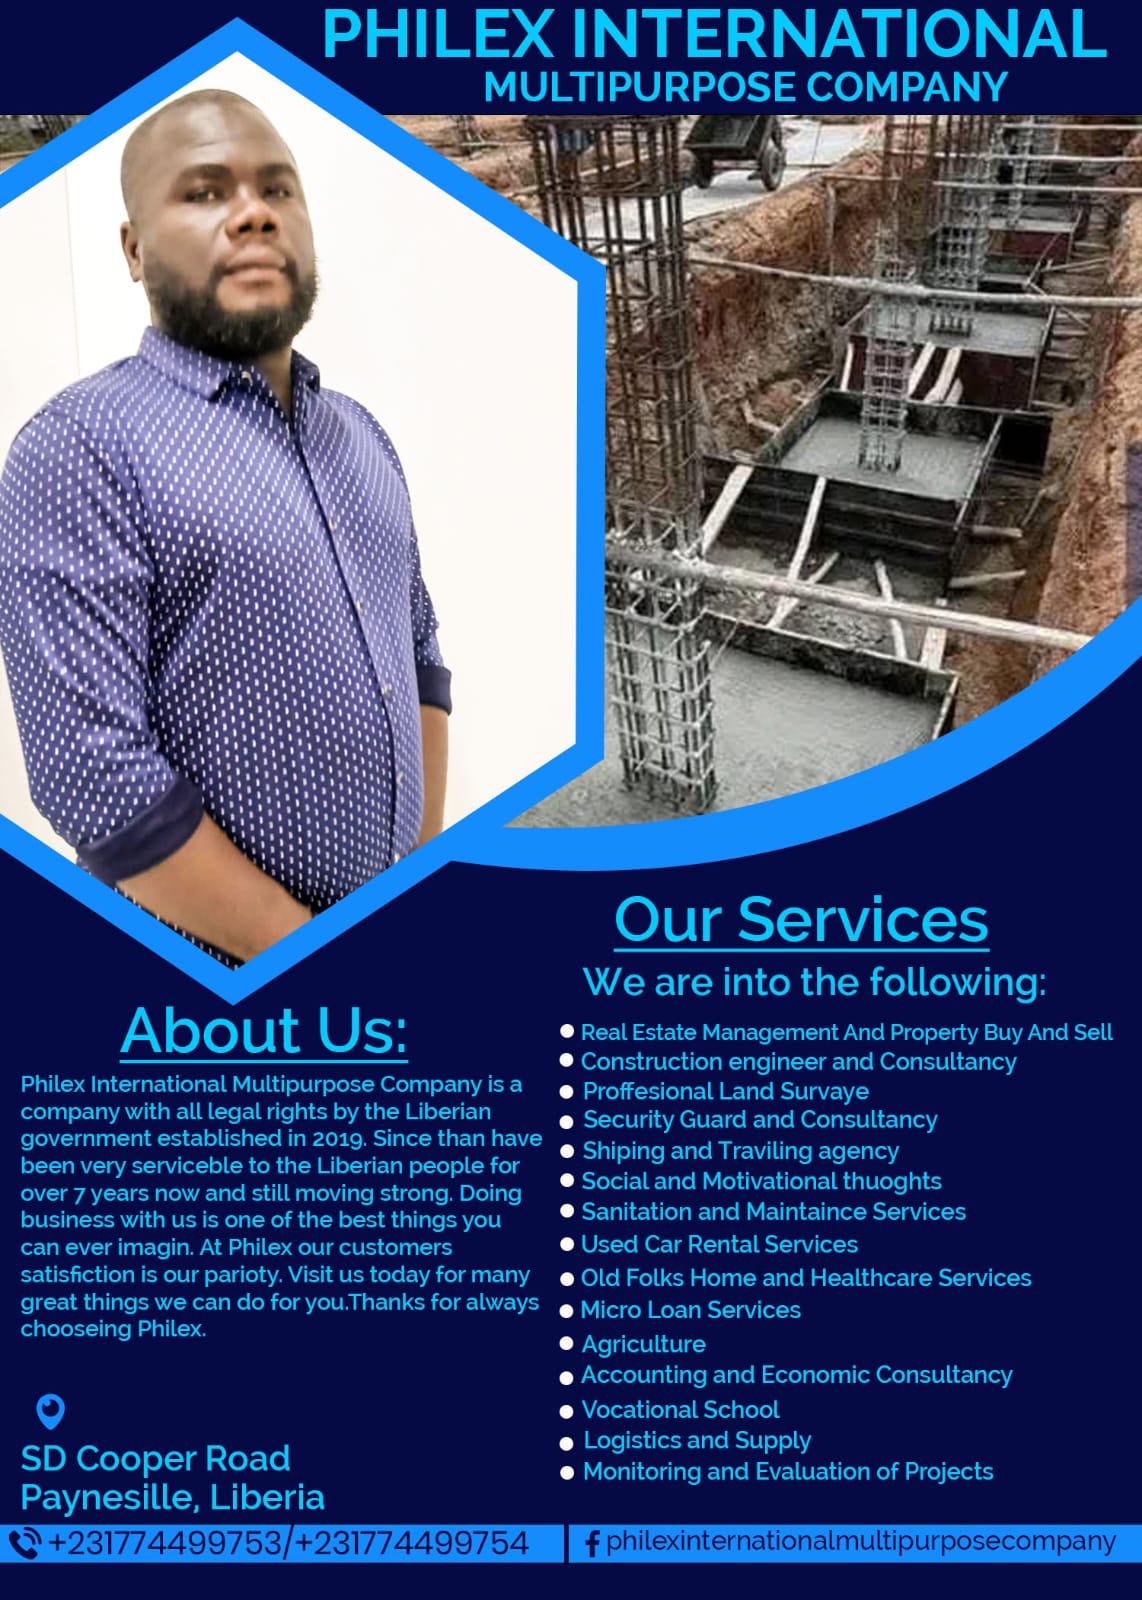 PHILEX INTERNATIONAL
MULTIPURPOSE COMPANY
About Us:
Philex International Multipurpose Company is a
company with all legal rights by the Liberian
government established in 2019. Since than have
been very serviceble to the Liberian people for
over 7 years now and still moving strong. Doing
business with us is one of the best things you
can ever imagin. At Philex our customers
satisfiction is our parioty. Visit us today for many
great things we can do for you.Thanks for always
chooseing Philex.
SD Cooper Road
Paynesille, Liberia
Our Services
We are into the following:
Real Estate Management And Property Buy And Sell
Construction engineer and Consultancy
Proffesional Land Survaye
Security Guard and Consultancy
Shiping and Traviling agency
Social and Motivational thuoghts
Sanitation and Maintaince Services
Used Car Rental Services
Old Folks Home and Healthcare Services
Micro Loan Services
Agriculture
Accounting and Economic Consultancy
Vocational School
Logistics and Supply
Monitoring and Evaluation of Projects
+231774499753/+231774499754
philexinternationalmultipurposecompany